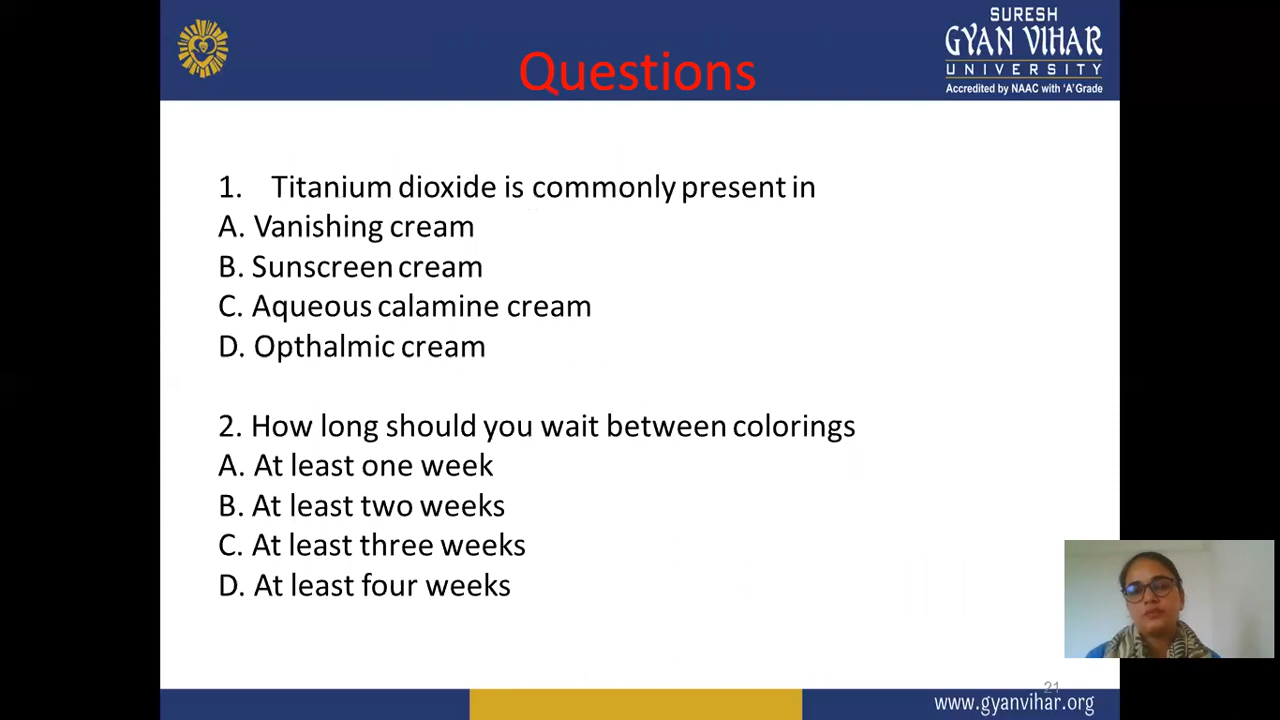 SURESH
GYAN VIHAR
UNIVERSITY
Accredited by NAAC with 'A' Grade
Questions
1. Titanium dioxide is commonly present in
A. Vanishing cream
B. Sunscreen cream
C. Aqueous calamine cream
D. Opthalmic cream
2. How long should you wait between colorings
A. At least one week
B. At least two weeks
C. At least three weeks
D. At least four weeks
21
www.gyanvihar.org